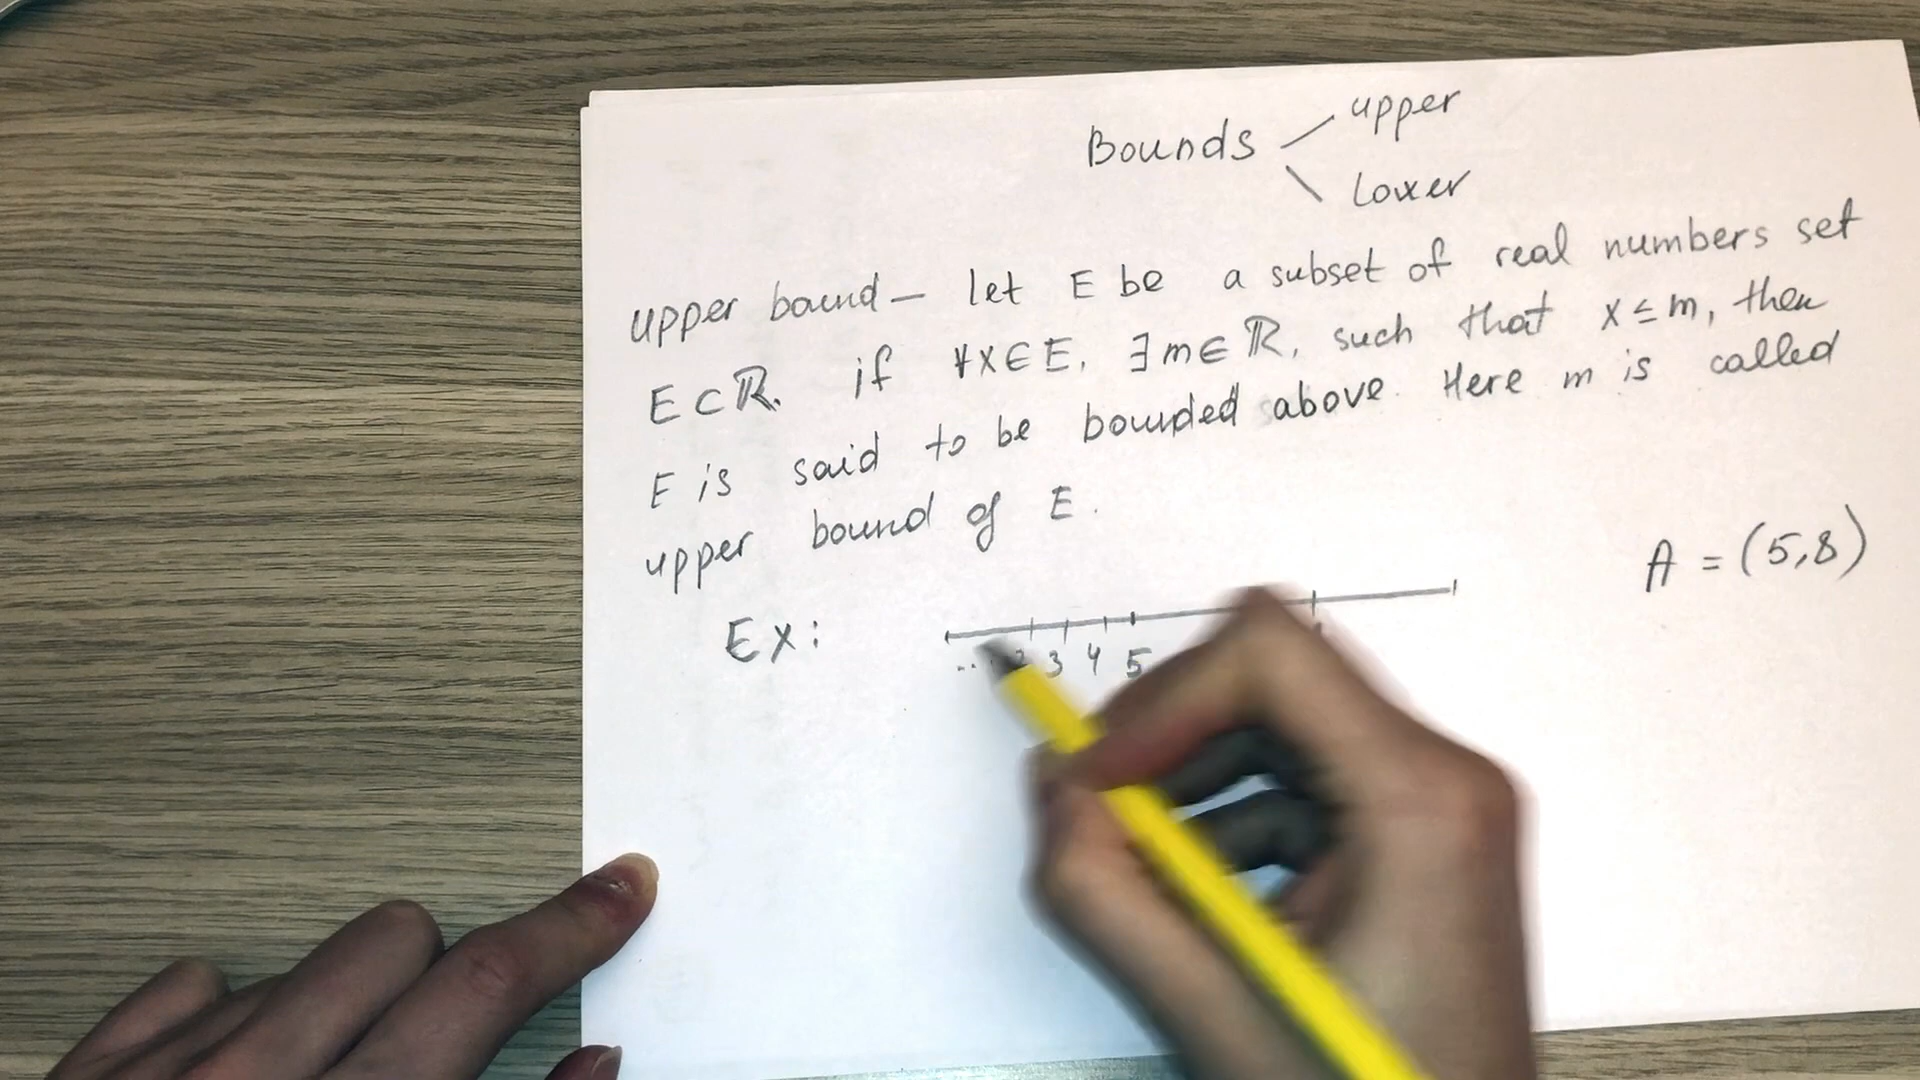 Bounds
upper
Lower
upper bound – let E be a subset of real numbers set
E⊂ℝ. if ∀x∈E, ∃m∈ℝ, such that x≤m, then
E is said to be bounded above. Here m is called
upper bound of E.
A = (5,8)
Ex:
2 3 4 5